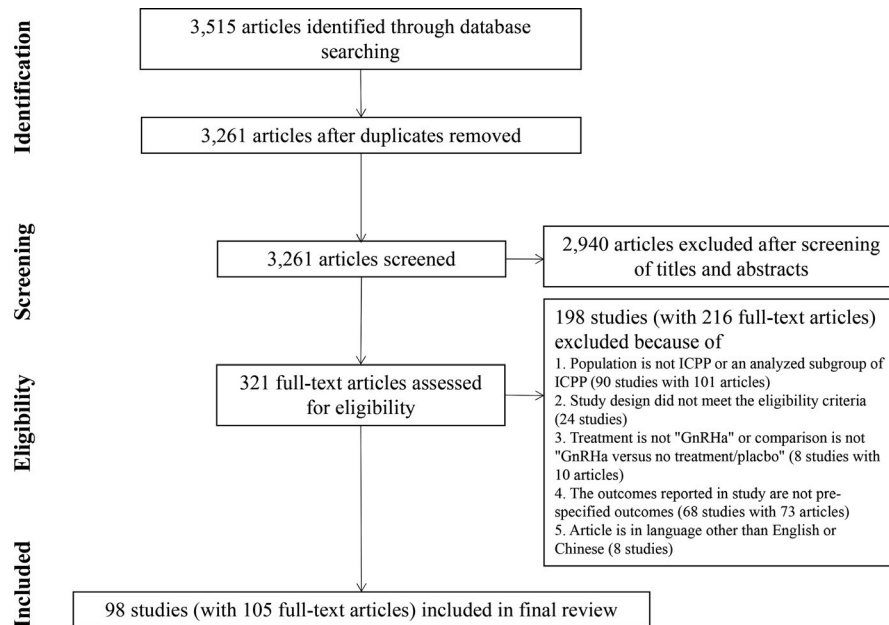 Identification
3,515 articles identified through database
searching
3,261 articles after duplicates removed
Screening
3,261 articles screened
2,940 articles excluded after screening
of titles and abstracts
Eligibility
321 full-text articles assessed
for eligibility
198 studies (with 216 full-text articles)
excluded because of
1. Population is not ICPP or an analyzed subgroup of
ICPP (90 studies with 101 articles)
2. Study design did not meet the eligibility criteria
(24 studies)
3. Treatment is not "GnRHa" or comparison is not
"GnRHa versus no treatment/placbo" (8 studies with
10 articles)
4. The outcomes reported in study are not pre-
specified outcomes (68 studies with 73 articles)
5. Article is in language other than English or
Chinese (8 studies)
Included
98 studies (with 105 full-text articles) included in final review